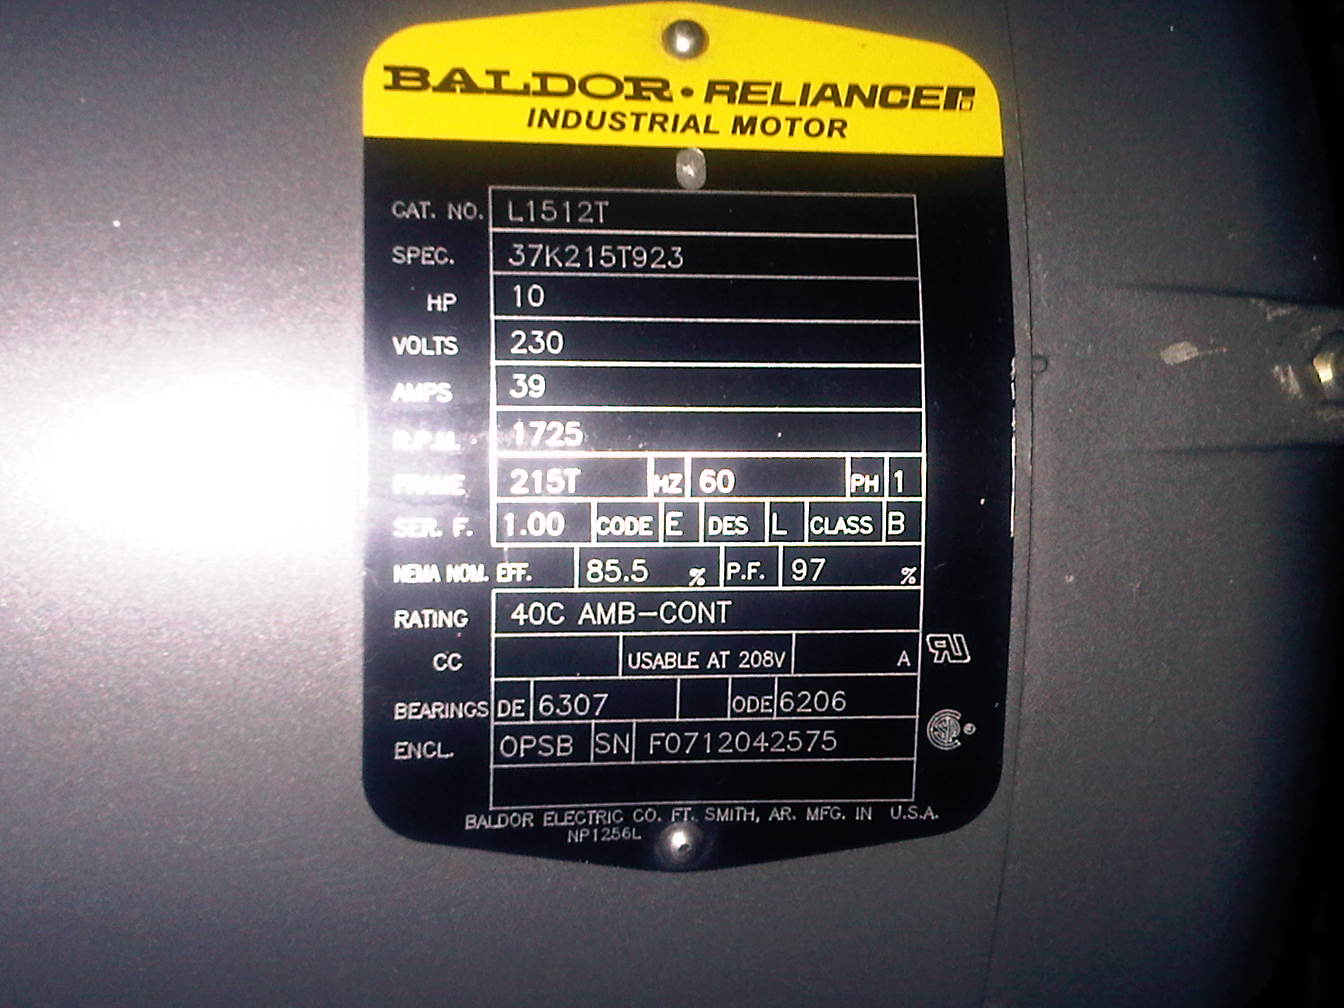 BALDOR • RELIANCER
INDUSTRIAL MOTOR
CAT. NO. L1512T
SPEC. 37K215T923
HP 10
VOLTS 230
AMPS 39
R.P.M. 1725
FRAME 215T HZ 60 PH 1
SER. F. 1.00 CODE E DES L CLASS B
NEMA NOM. EFF. 85.5 % P.F. 97 %
RATING 40C AMB-CONT
CC USABLE AT 208V A
BEARINGS DE 6307 ODE 6206
ENCL. OPSB SN F0712042575
BALDOR ELECTRIC CO. FT. SMITH, AR. MFG. IN U.S.A.
NP1256L